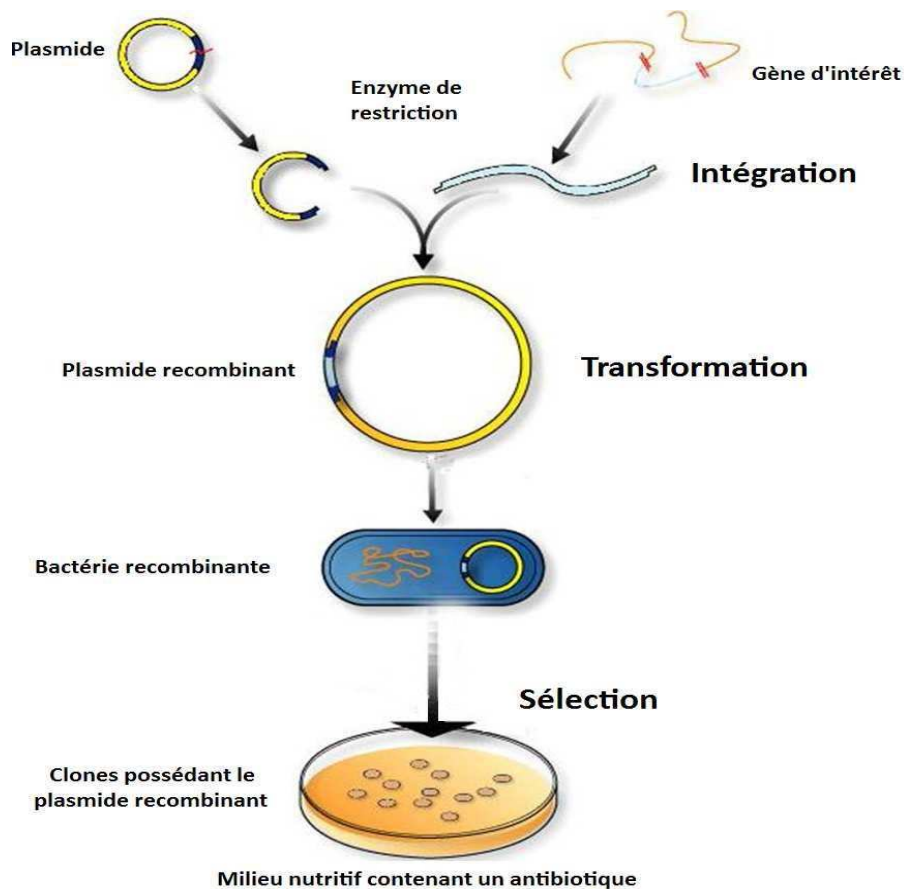 Plasmide
Enzyme de
restriction
Gène d'intérêt
Intégration
Plasmide recombinant
Transformation
Bactérie recombinante
Sélection
Clones possédant le
plasmide recombinant
Milieu nutritif contenant un antibiotique